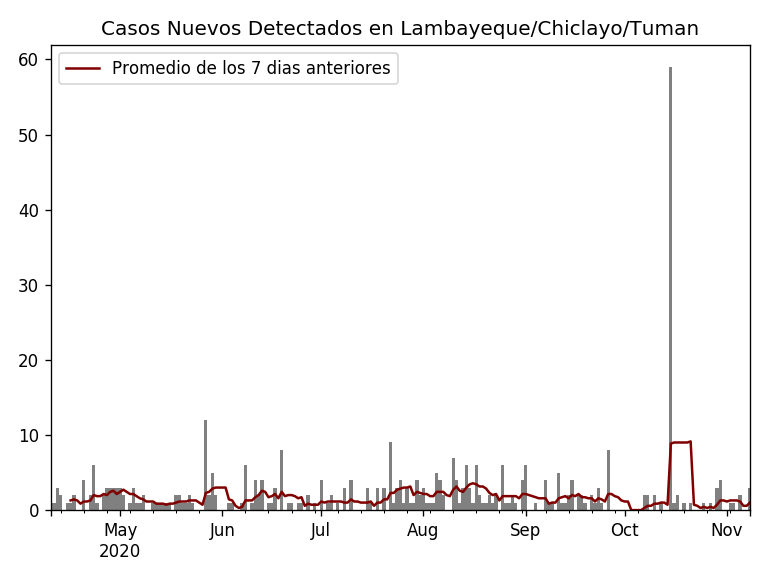 Casos Nuevos Detectados en Lambayeque/Chiclayo/Tuman
Promedio de los 7 dias anteriores
60
50
40
30
20
10
0
May Jun Jul Aug Sep Oct Nov
2020